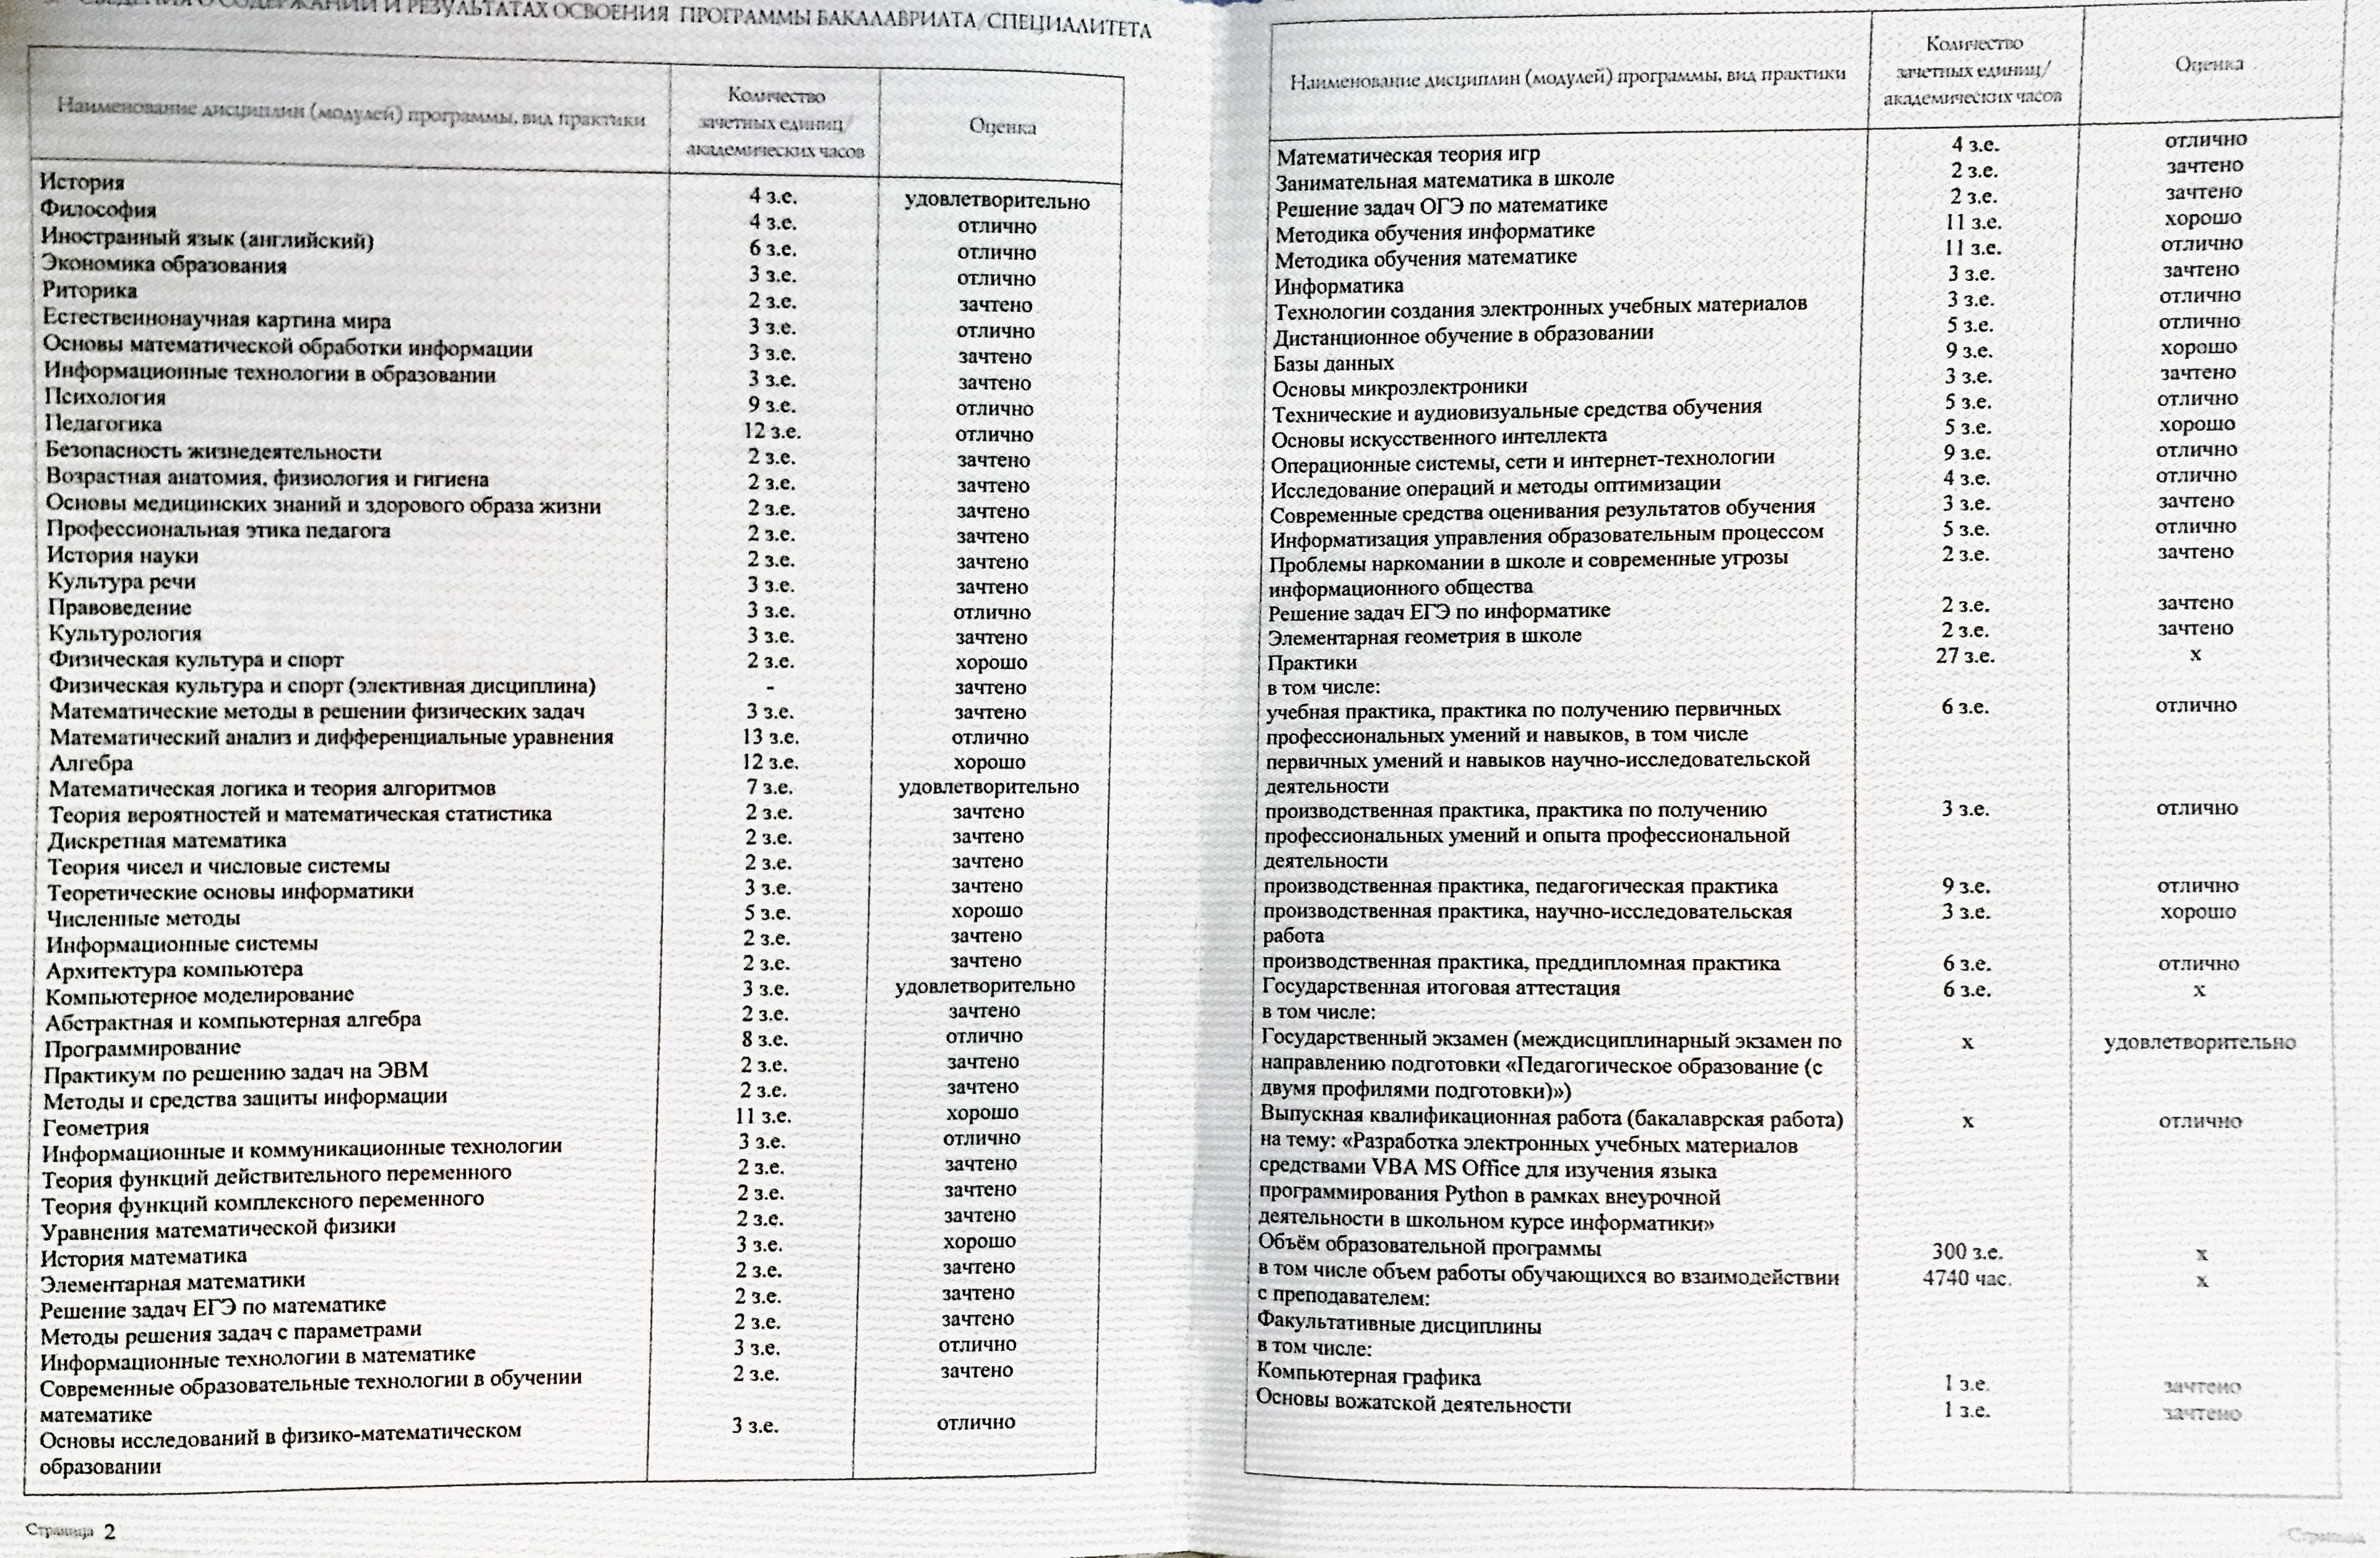 СВЕДЕНИЯ О СОДЕРЖАНИИ И РЕЗУЛЬТАТАХ ОСВОЕНИЯ ПРОГРАММЫ БАКАЛАВРИАТА/СПЕЦИАЛИТЕТА
Наименование дисциплин (модулей) программы, вид практики
Количество
зачетных единиц/
академических часов
Оценка
История 4 з.е. удовлетворительно
Философия 4 з.е. отлично
Иностранный язык (английский) 6 з.е. отлично
Экономика образования 3 з.е. отлично
Риторика 2 з.е. зачтено
Естественнонаучная картина мира 3 з.е. отлично
Основы математической обработки информации 3 з.е. зачтено
Информационные технологии в образовании 3 з.е. зачтено
Психология 9 з.е. отлично
Педагогика 12 з.е. отлично
Безопасность жизнедеятельности 2 з.е. зачтено
Возрастная анатомия, физиология и гигиена 2 з.е. зачтено
Основы медицинских знаний и здорового образа жизни 2 з.е. зачтено
Профессиональная этика педагога 2 з.е. зачтено
История науки 2 з.е. зачтено
Культура речи 3 з.е. зачтено
Правоведение 3 з.е. отлично
Культурология 3 з.е. зачтено
Физическая культура и спорт 2 з.е. хорошо
Физическая культура и спорт (элективная дисциплина) - зачтено
Математические методы в решении физических задач 3 з.е. зачтено
Математический анализ и дифференциальные уравнения 13 з.е. отлично
Алгебра 12 з.е. хорошо
Математическая логика и теория алгоритмов 7 з.е. удовлетворительно
Теория вероятностей и математическая статистика 2 з.е. зачтено
Дискретная математика 2 з.е. зачтено
Теория чисел и числовые системы 2 з.е. зачтено
Теоретические основы информатики 3 з.е. зачтено
Численные методы 5 з.е. хорошо
Информационные системы 2 з.е. зачтено
Архитектура компьютера 2 з.е. зачтено
Компьютерное моделирование 3 з.е. удовлетворительно
Абстрактная и компьютерная алгебра 2 з.е. зачтено
Программирование 8 з.е. отлично
Практикум по решению задач на ЭВМ 2 з.е. зачтено
Методы и средства защиты информации 2 з.е. зачтено
Геометрия 11 з.е. хорошо
Информационные и коммуникационные технологии 3 з.е. отлично
Теория функций действительного переменного 2 з.е. зачтено
Теория функций комплексного переменного 2 з.е. зачтено
Уравнения математической физики 2 з.е. зачтено
История математика 3 з.е. хорошо
Элементарная математики 2 з.е. зачтено
Решение задач ЕГЭ по математике 2 з.е. зачтено
Методы решения задач с параметрами 2 з.е. зачтено
Информационные технологии в математике 3 з.е. отлично
Современные образовательные технологии в обучении 2 з.е. зачтено
математике
Основы исследований в физико-математическом 3 з.е. отлично
образовании
Страница 2
Наименование дисциплин (модулей) программы, вид практики
Количество
зачетных единиц/
академических часов
Оценка
Математическая теория игр 4 з.е. отлично
Занимательная математика в школе 2 з.е. зачтено
Решение задач ОГЭ по математике 2 з.е. зачтено
Методика обучения информатике 11 з.е. хорошо
Методика обучения математике 11 з.е. отлично
Информатика 3 з.е. зачтено
Технологии создания электронных учебных материалов 3 з.е. отлично
Дистанционное обучение в образовании 5 з.е. отлично
Базы данных 9 з.е. хорошо
Основы микроэлектроники 3 з.е. зачтено
Технические и аудиовизуальные средства обучения 5 з.е. отлично
Основы искусственного интеллекта 5 з.е. хорошо
Операционные системы, сети и интернет-технологии 9 з.е. отлично
Исследование операций и методы оптимизации 4 з.е. отлично
Современные средства оценивания результатов обучения 3 з.е. зачтено
Информатизация управления образовательным процессом 5 з.е. отлично
Проблемы наркомании в школе и современные угрозы 2 з.е. зачтено
информационного общества
Решение задач ЕГЭ по информатике 2 з.е. зачтено
Элементарная геометрия в школе 2 з.е. зачтено
Практики 27 з.е. х
в том числе:
учебная практика, практика по получению первичных 6 з.е. отлично
профессиональных умений и навыков, в том числе
первичных умений и навыков научно-исследовательской
деятельности
производственная практика, практика по получению 3 з.е. отлично
профессиональных умений и опыта профессиональной
деятельности
производственная практика, педагогическая практика 9 з.е. отлично
производственная практика, научно-исследовательская 3 з.е. хорошо
работа
производственная практика, преддипломная практика 6 з.е. отлично
Государственная итоговая аттестация 6 з.е. х
в том числе:
Государственный экзамен (междисциплинарный экзамен по х удовлетворительно
направлению подготовки «Педагогическое образование (с
двумя профилями подготовки)»)
Выпускная квалификационная работа (бакалаврская работа) х отлично
на тему: «Разработка электронных учебных материалов
средствами VBA MS Office для изучения языка
программирования Python в рамках внеурочной
деятельности в школьном курсе информатики»
Объём образовательной программы 300 з.е. х
в том числе объем работы обучающихся во взаимодействии 4740 час. х
с преподавателем:
Факультативные дисциплины
в том числе:
Компьютерная графика 1 з.е. зачтено
Основы вожатской деятельности 1 з.е. зачтено
Страница